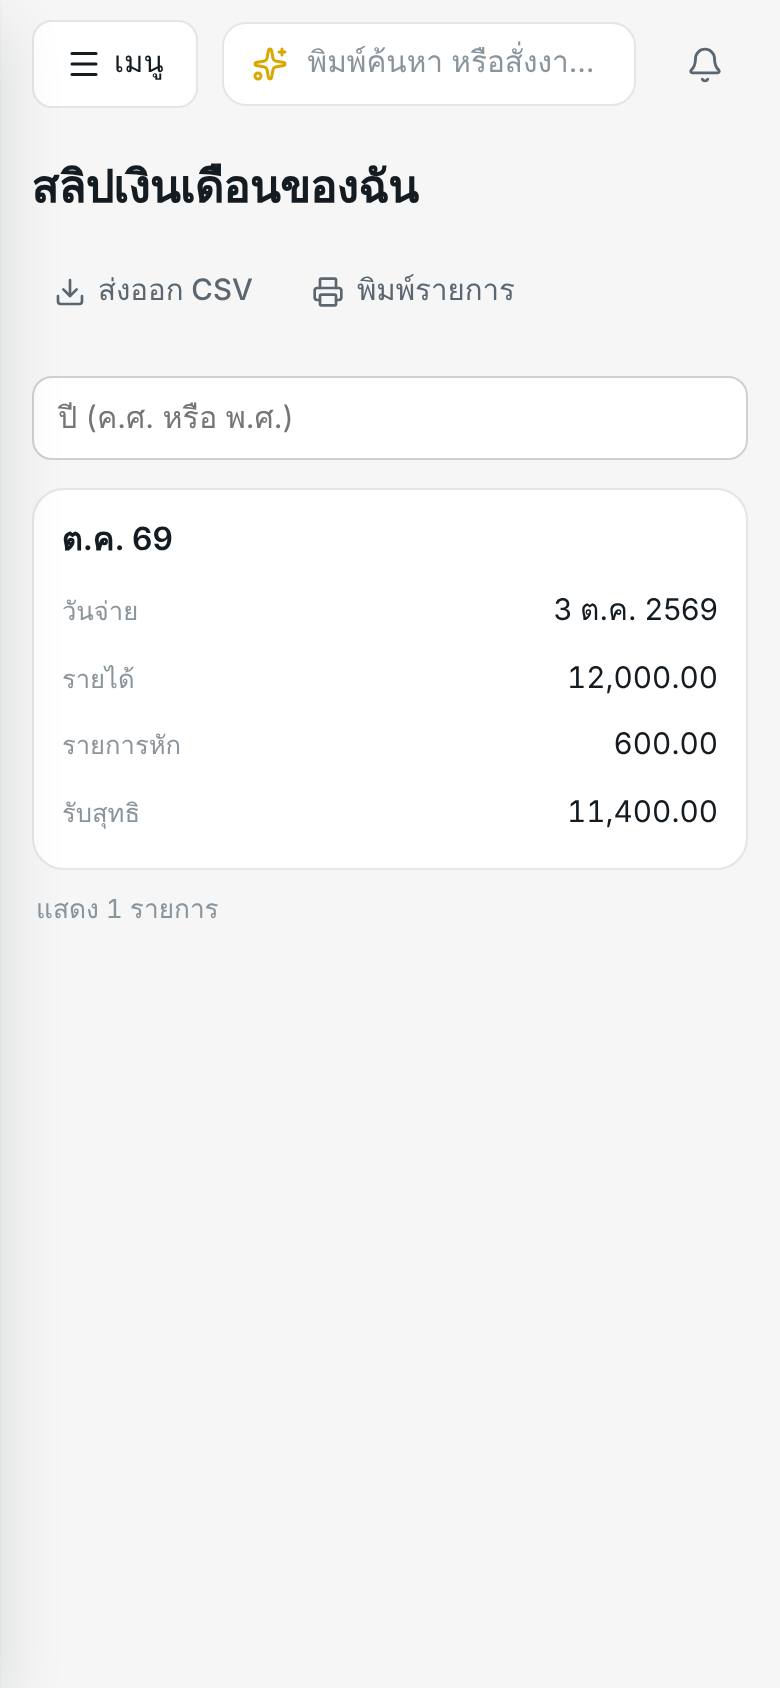 เมนู
พิมพ์ค้นหา หรือสั่งงา...
สลิปเงินเดือนของฉัน
ส่งออก CSV
พิมพ์รายการ
ปี (ค.ศ. หรือ พ.ศ.)
ต.ค. 69
วันจ่าย 3 ต.ค. 2569
รายได้ 12,000.00
รายการหัก 600.00
รับสุทธิ 11,400.00
แสดง 1 รายการ